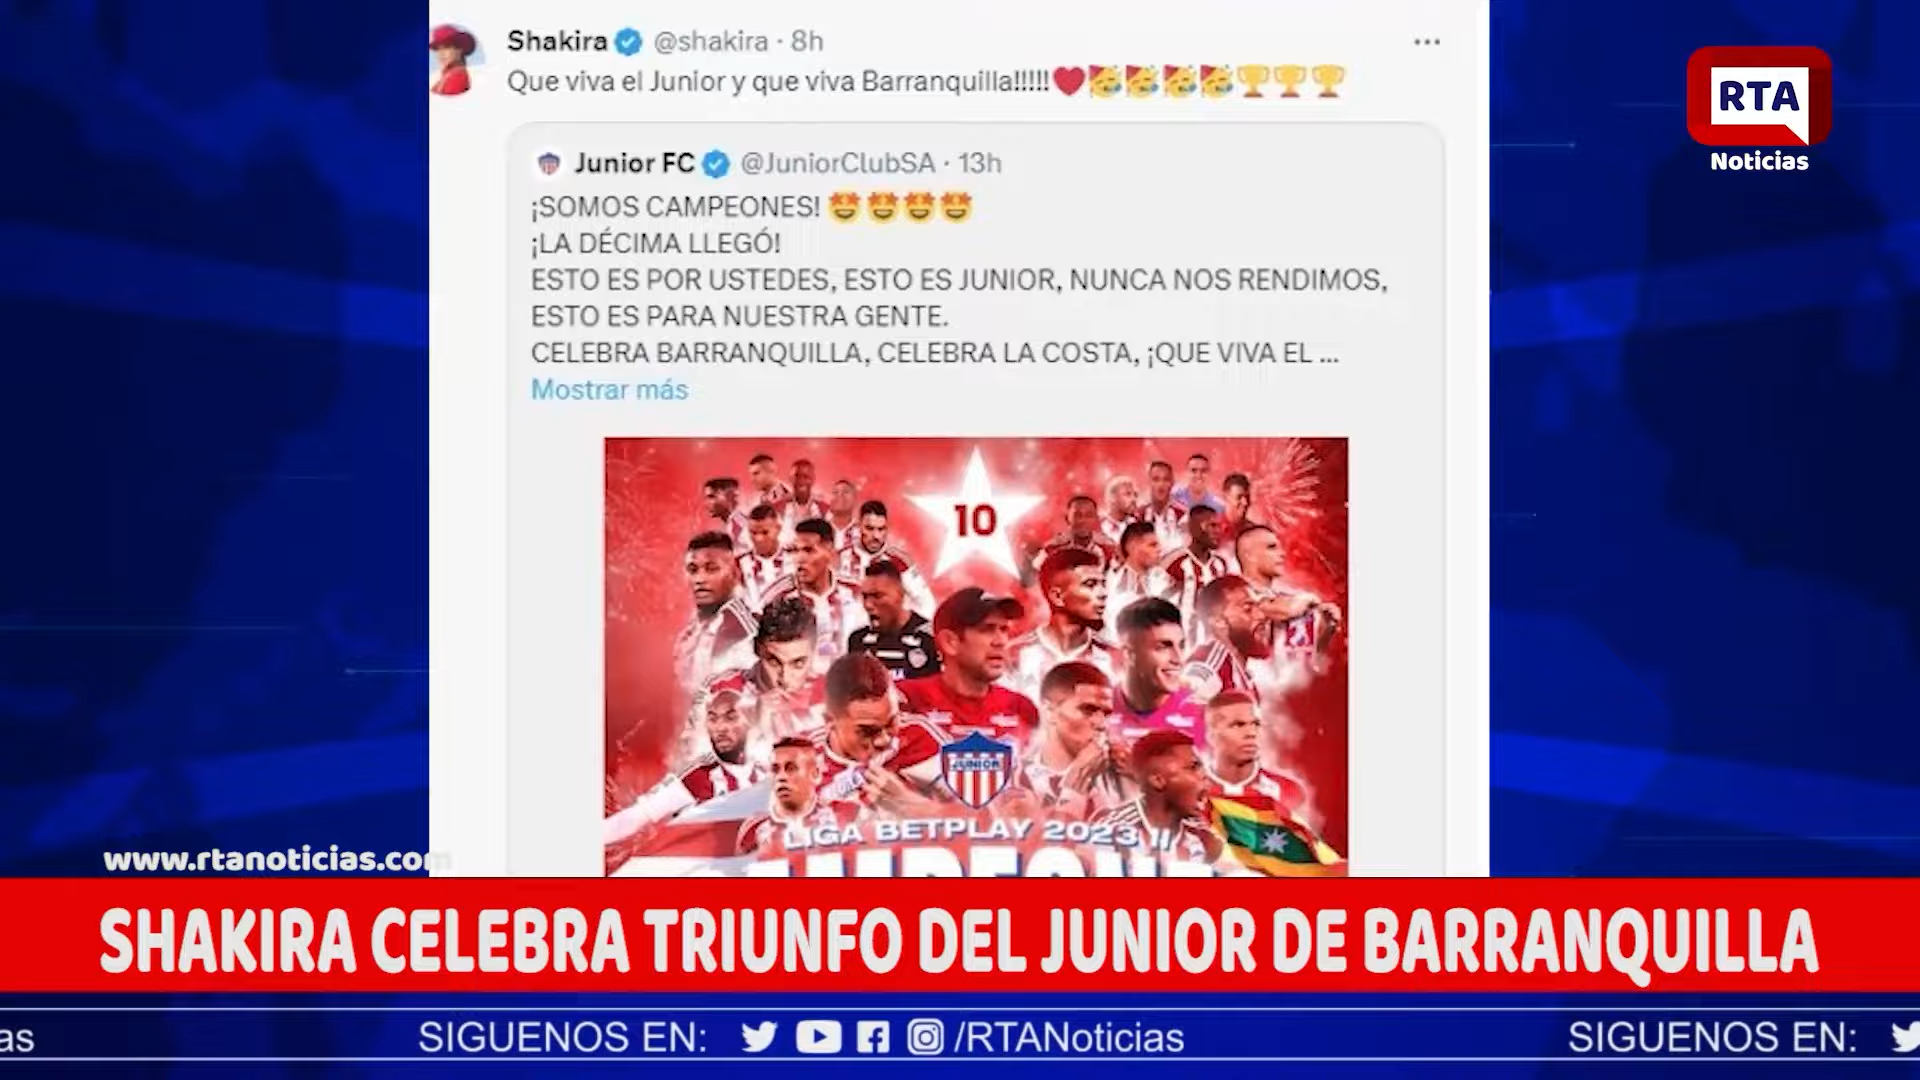 Shakira @shakira · 8h
Que viva el Junior y que viva Barranquilla!!!!!❤️🥳🥳🥳🥳🏆🏆🏆
RTA
Noticias
Junior FC @JuniorClubSA · 13h
¡SOMOS CAMPEONES! 🤩🤩🤩🤩
¡LA DÉCIMA LLEGÓ!
ESTO ES POR USTEDES, ESTO ES JUNIOR, NUNCA NOS RENDIMOS,
ESTO ES PARA NUESTRA GENTE.
CELEBRA BARRANQUILLA, CELEBRA LA COSTA, ¡QUE VIVA EL ...
Mostrar más
10
JUNIOR
LIGA BETPLAY 2023 II
www.rtanoticias.com
SHAKIRA CELEBRA TRIUNFO DEL JUNIOR DE BARRANQUILLA
as SIGUENOS EN: /RTANoticias SIGUENOS EN: